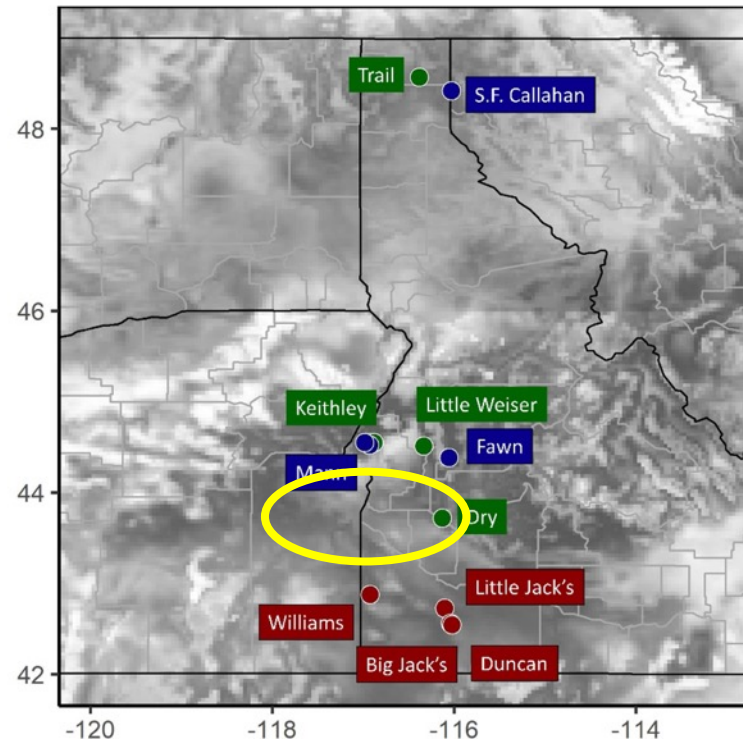 Trail
S.F. Callahan
48
46
Keithley
Little Weiser
Mann
Fawn
44
Dry
Little Jack's
Williams
Big Jack's
Duncan
42
-120
-118
-116
-114